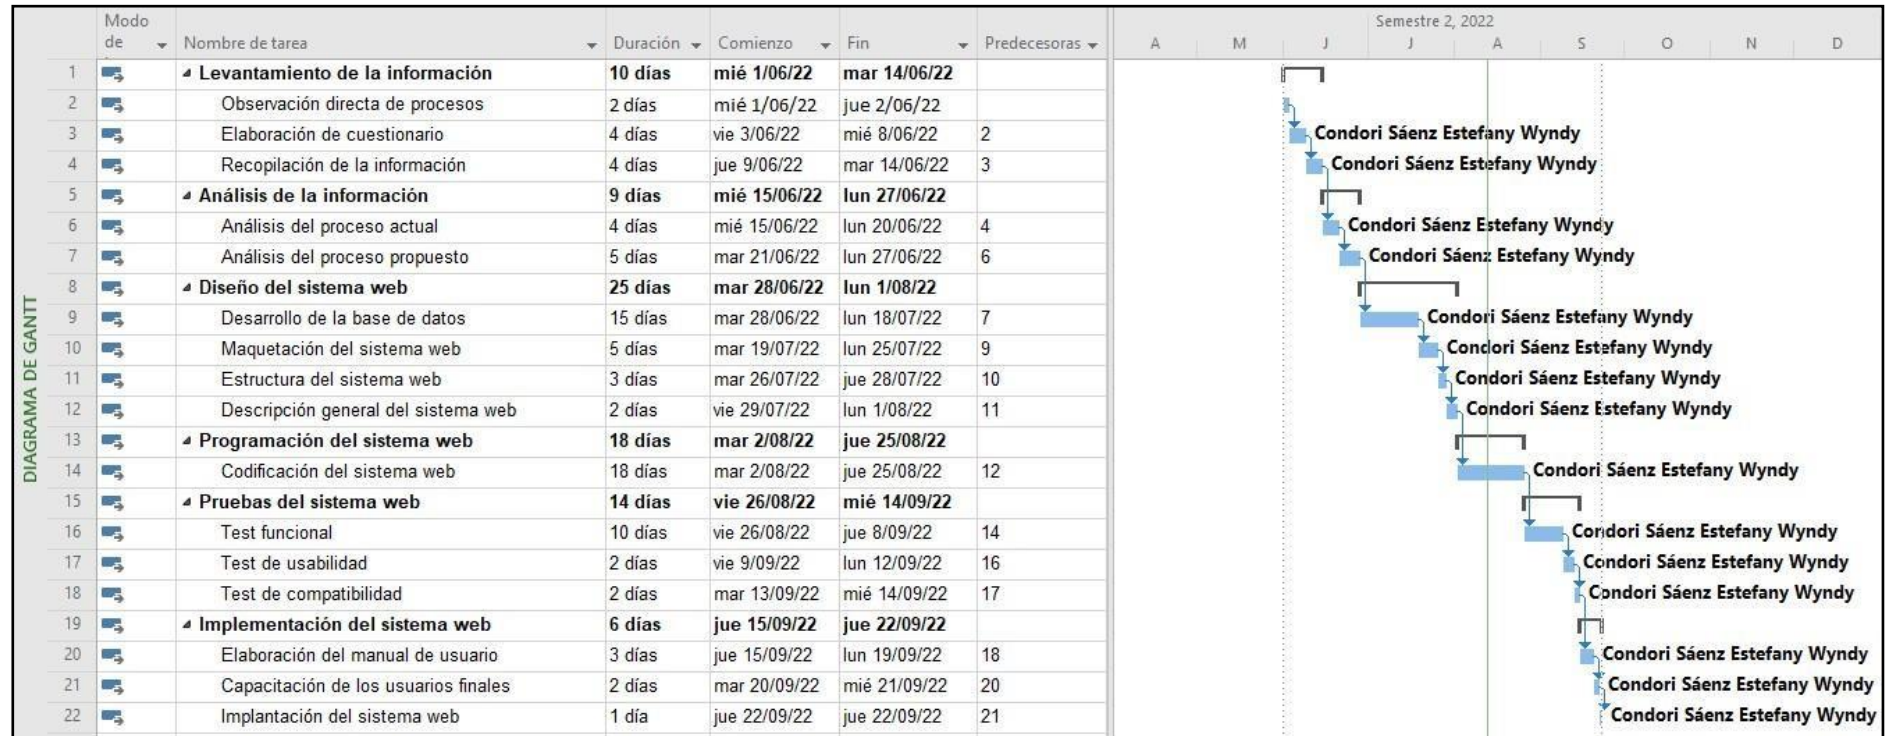 Semestre 2, 2022
Modo de Nombre de tarea Duración Comienzo Fin Predecesoras A M J J A S O N D
1 Levantamiento de la información 10 días mié 1/06/22 mar 14/06/22
2 Observación directa de procesos 2 días mié 1/06/22 jue 2/06/22
3 Elaboración de cuestionario 4 días vie 3/06/22 mié 8/06/22 2 Condori Sáenz Estefany Wyndy
4 Recopilación de la información 4 días jue 9/06/22 mar 14/06/22 3 Condori Sáenz Estefany Wyndy
5 Análisis de la información 9 días mié 15/06/22 lun 27/06/22
6 Análisis del proceso actual 4 días mié 15/06/22 lun 20/06/22 4 Condori Sáenz Estefany Wyndy
7 Análisis del proceso propuesto 5 días mar 21/06/22 lun 27/06/22 6 Condori Sáenz Estefany Wyndy
8 Diseño del sistema web 25 días mar 28/06/22 lun 1/08/22
9 Desarrollo de la base de datos 15 días mar 28/06/22 lun 18/07/22 7 Condori Sáenz Estefany Wyndy
10 Maquetación del sistema web 5 días mar 19/07/22 lun 25/07/22 9 Condori Sáenz Estefany Wyndy
11 Estructura del sistema web 3 días mar 26/07/22 jue 28/07/22 10 Condori Sáenz Estefany Wyndy
12 Descripción general del sistema web 2 días vie 29/07/22 lun 1/08/22 11 Condori Sáenz Estefany Wyndy
13 Programación del sistema web 18 días mar 2/08/22 jue 25/08/22
14 Codificación del sistema web 18 días mar 2/08/22 jue 25/08/22 12 Condori Sáenz Estefany Wyndy
15 Pruebas del sistema web 14 días vie 26/08/22 mié 14/09/22
16 Test funcional 10 días vie 26/08/22 jue 8/09/22 14 Condori Sáenz Estefany Wyndy
17 Test de usabilidad 2 días vie 9/09/22 lun 12/09/22 16 Condori Sáenz Estefany Wyndy
18 Test de compatibilidad 2 días mar 13/09/22 mié 14/09/22 17 Condori Sáenz Estefany Wyndy
19 Implementación del sistema web 6 días jue 15/09/22 jue 22/09/22
20 Elaboración del manual de usuario 3 días jue 15/09/22 lun 19/09/22 18 Condori Sáenz Estefany Wyndy
21 Capacitación de los usuarios finales 2 días mar 20/09/22 mié 21/09/22 20 Condori Sáenz Estefany Wyndy
22 Implantación del sistema web 1 día jue 22/09/22 jue 22/09/22 21 Condori Sáenz Estefany Wyndy
DIAGRAMA DE GANTT